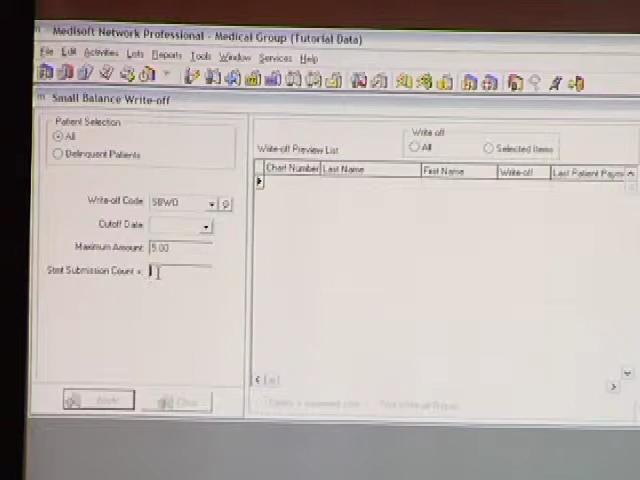 Medisoft Network Professional - Medical Group (Tutorial Data)
File Edit Activities Lists Reports Tools Window Services Help
Small Balance Write-off
Patient Selection
All
Delinquent Patients
Write-off Code: SBWO
Cutoff Date:
Maximum Amount: 5.00
Stmt Submission Count >:
Write off
Write-off Preview List
All
Selected Items
Chart Number Last Name First Name Write-off Last Patient Paym
Apply